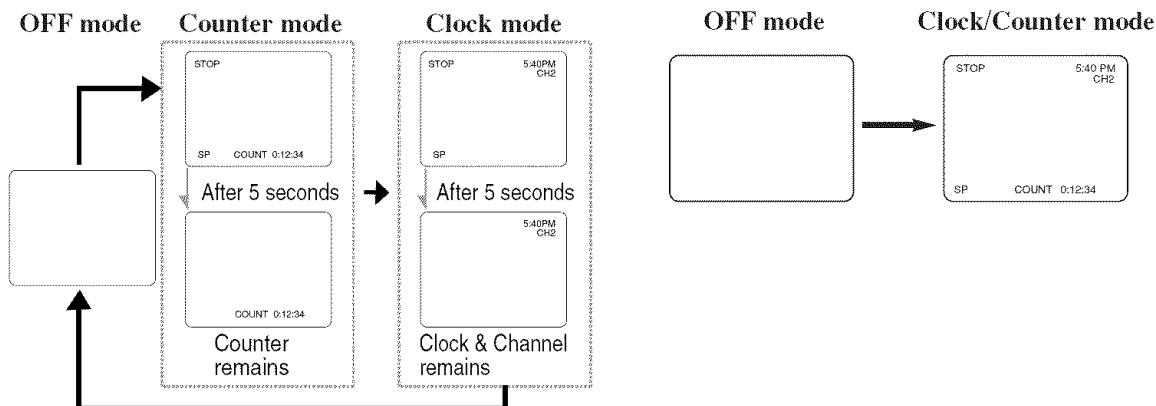 OFF mode
Counter mode
Clock mode
STOP
SP COUNT 0:12:34
After 5 seconds
COUNT 0:12:34
Counter
remains
STOP 5:40PM
CH2
SP
After 5 seconds
5:40PM
CH2
Clock & Channel
remains
OFF mode
Clock/Counter mode
STOP 5:40 PM
CH2
SP COUNT 0:12:34